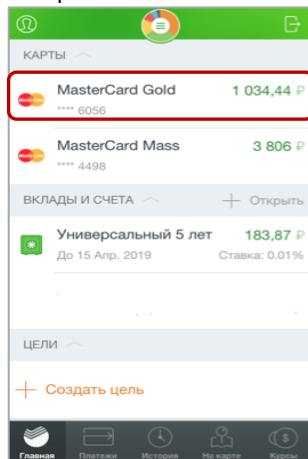 КАРТЫ
MasterCard Gold 1 034,44 ₽
**** 6056
MasterCard Mass 3 806 ₽
**** 4498
ВКЛАДЫ И СЧЕТА + Открыть
Универсальный 5 лет 183,87 ₽
До 15 Апр. 2019 Ставка: 0.01%
ЦЕЛИ
+ Создать цель
Главная Платежи История На карте Курсы